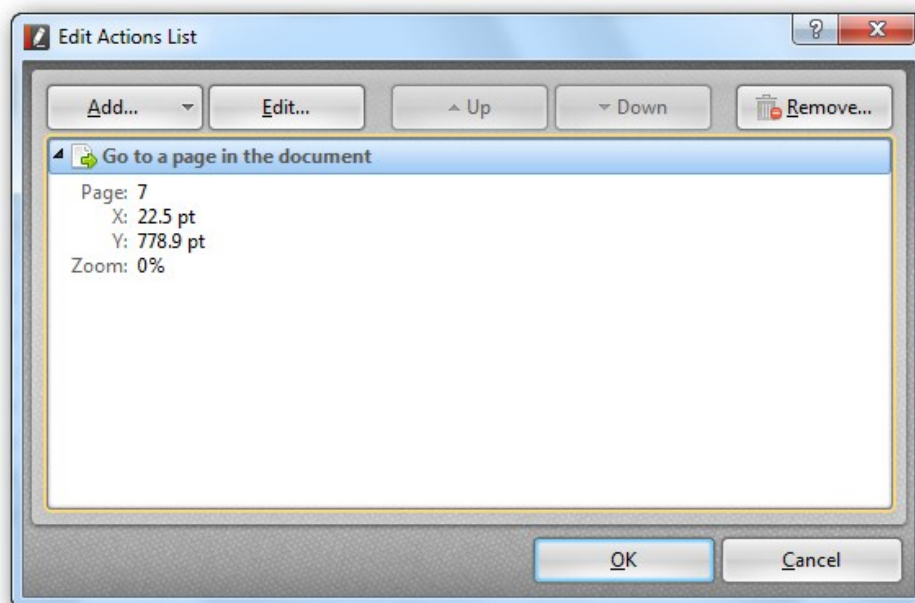 Edit Actions List
?
Add... Edit... Up Down Remove...
Go to a page in the document
Page: 7
X: 22.5 pt
Y: 778.9 pt
Zoom: 0%
OK Cancel